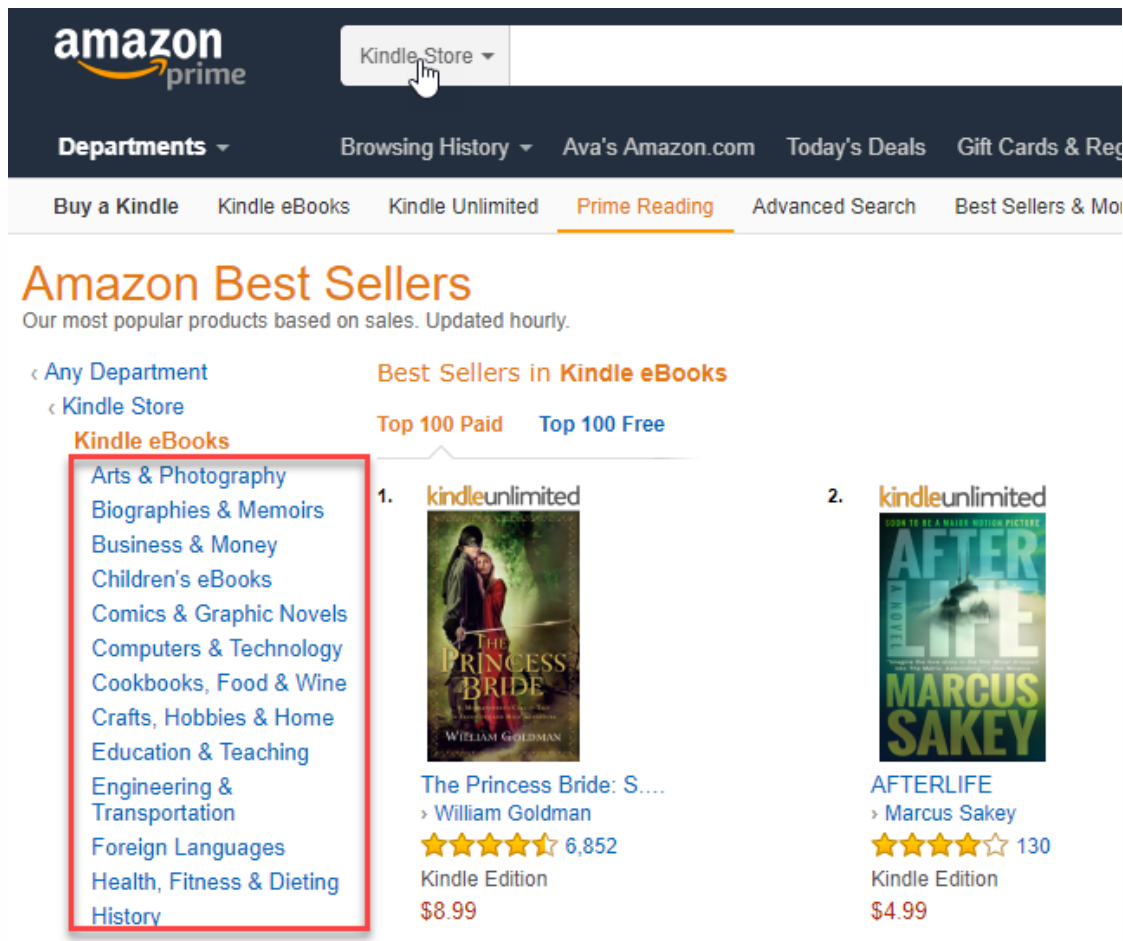 amazon
prime
Kindle Store
Departments
Browsing History
Ava's Amazon.com
Today's Deals
Gift Cards & Reg
Buy a Kindle
Kindle eBooks
Kindle Unlimited
Prime Reading
Advanced Search
Best Sellers & Mor
Amazon Best Sellers
Our most popular products based on sales. Updated hourly.
‹ Any Department
‹ Kindle Store
Kindle eBooks
Arts & Photography
Biographies & Memoirs
Business & Money
Children's eBooks
Comics & Graphic Novels
Computers & Technology
Cookbooks, Food & Wine
Crafts, Hobbies & Home
Education & Teaching
Engineering &
Transportation
Foreign Languages
Health, Fitness & Dieting
History
Best Sellers in Kindle eBooks
Top 100 Paid
Top 100 Free
1.
kindleunlimited
THE
PRINCESS
BRIDE
WILLIAM GOLDMAN
The Princess Bride: S....
› William Goldman
6,852
Kindle Edition
$8.99
2.
kindleunlimited
SOON TO BE A MAJOR MOTION PICTURE
AFTER
LIFE
A NOVEL
MARCUS
SAKEY
AFTERLIFE
› Marcus Sakey
130
Kindle Edition
$4.99